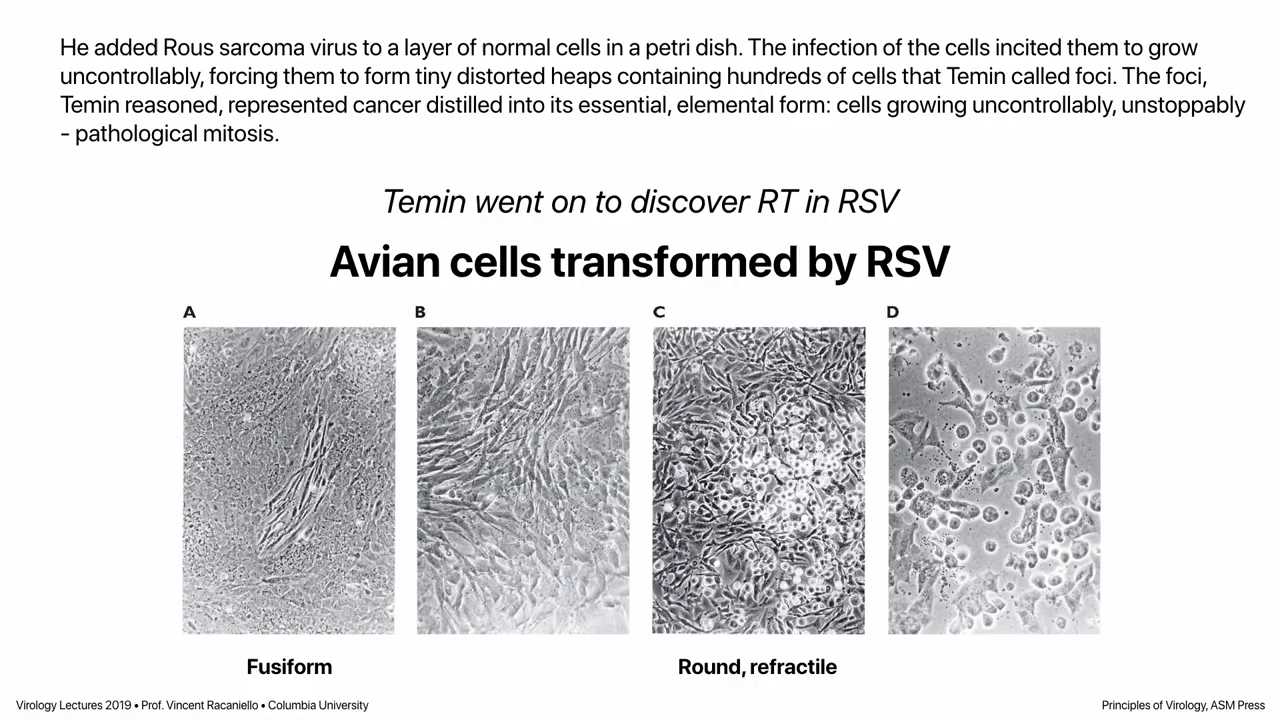 He added Rous sarcoma virus to a layer of normal cells in a petri dish. The infection of the cells incited them to grow
uncontrollably, forcing them to form tiny distorted heaps containing hundreds of cells that Temin called foci. The foci,
Temin reasoned, represented cancer distilled into its essential, elemental form: cells growing uncontrollably, unstoppably
- pathological mitosis.
Temin went on to discover RT in RSV
Avian cells transformed by RSV
A B C D
Fusiform Round, refractile
Virology Lectures 2019 • Prof. Vincent Racaniello • Columbia University Principles of Virology, ASM Press